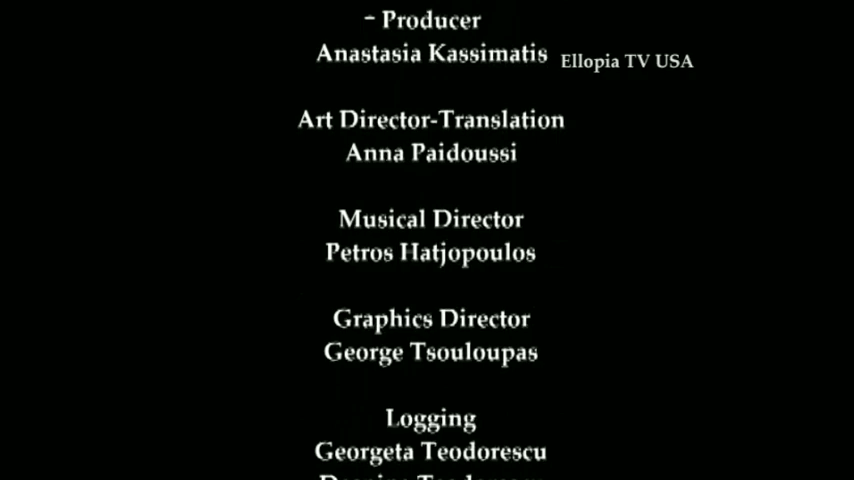 - Producer
Anastasia Kassimatis
Ellopia TV USA
Art Director-Translation
Anna Paidoussi
Musical Director
Petros Hatjopoulos
Graphics Director
George Tsouloupas
Logging
Georgeta Teodorescu